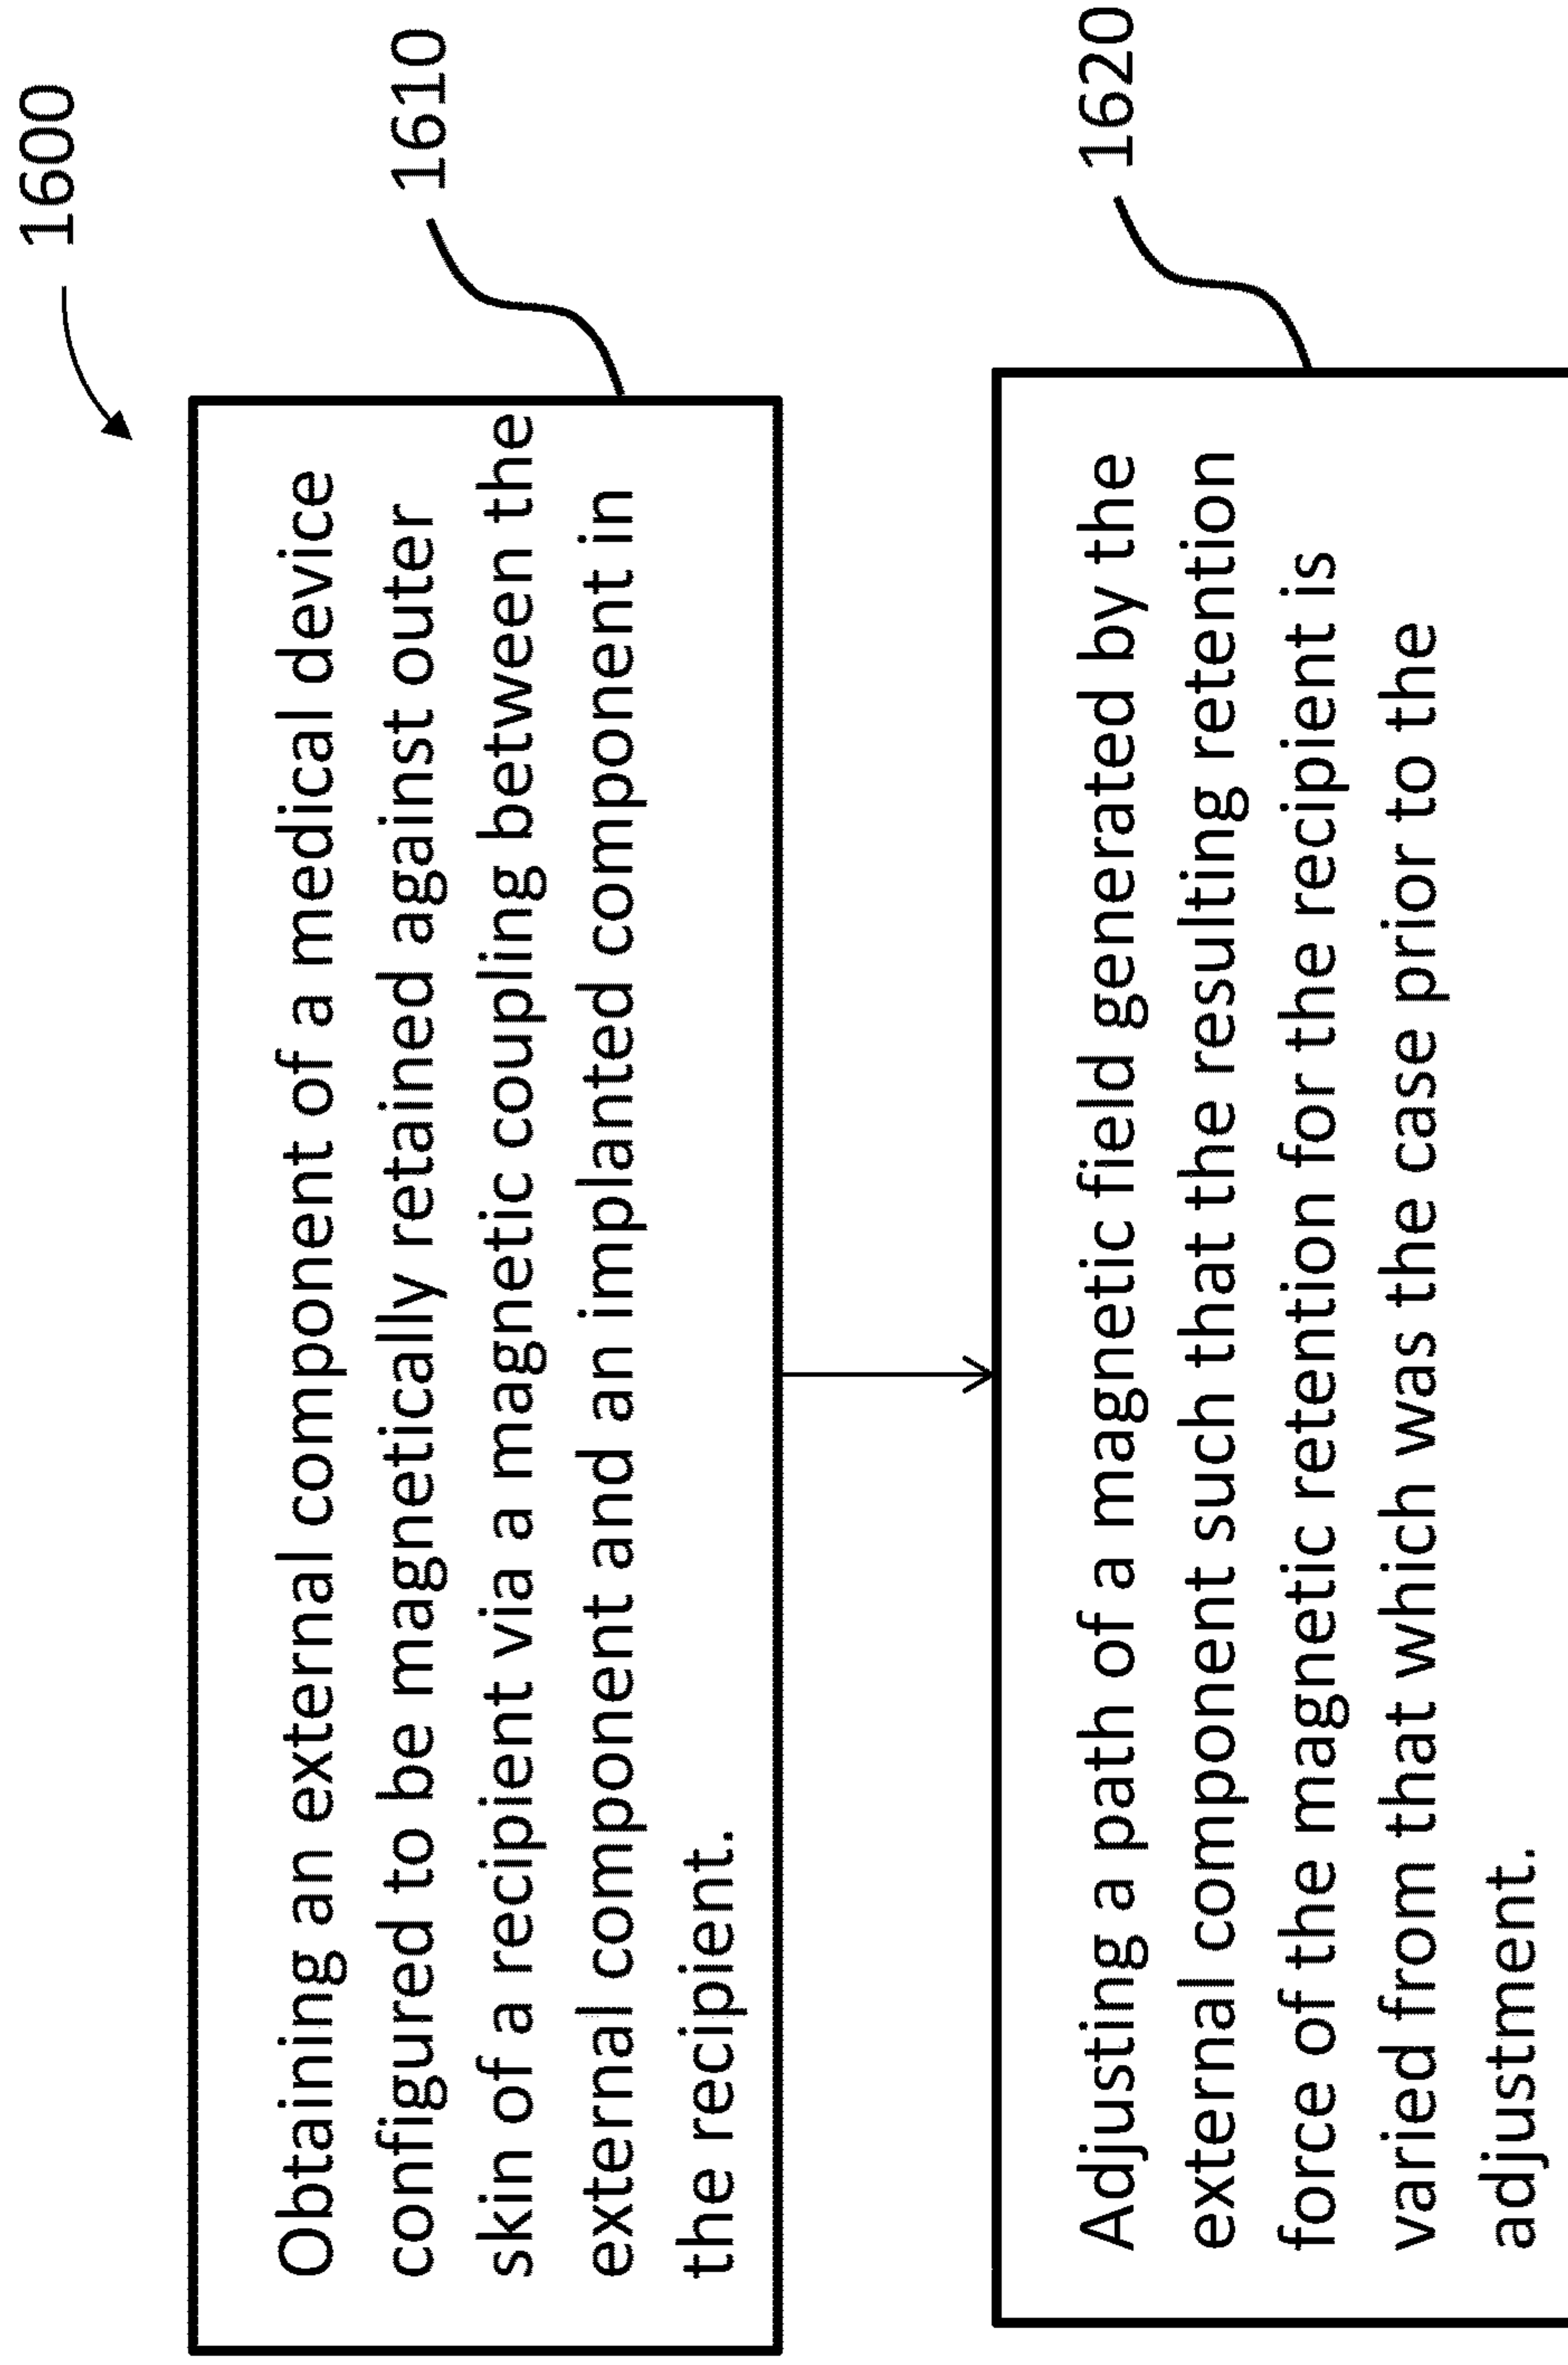 1600
Obtaining an external component of a medical device
configured to be magnetically retained against outer
skin of a recipient via a magnetic coupling between the
external component and an implanted component in
the recipient.
1610
Adjusting a path of a magnetic field generated by the
external component such that the resulting retention
force of the magnetic retention for the recipient is
varied from that which was the case prior to the
adjustment.
1620